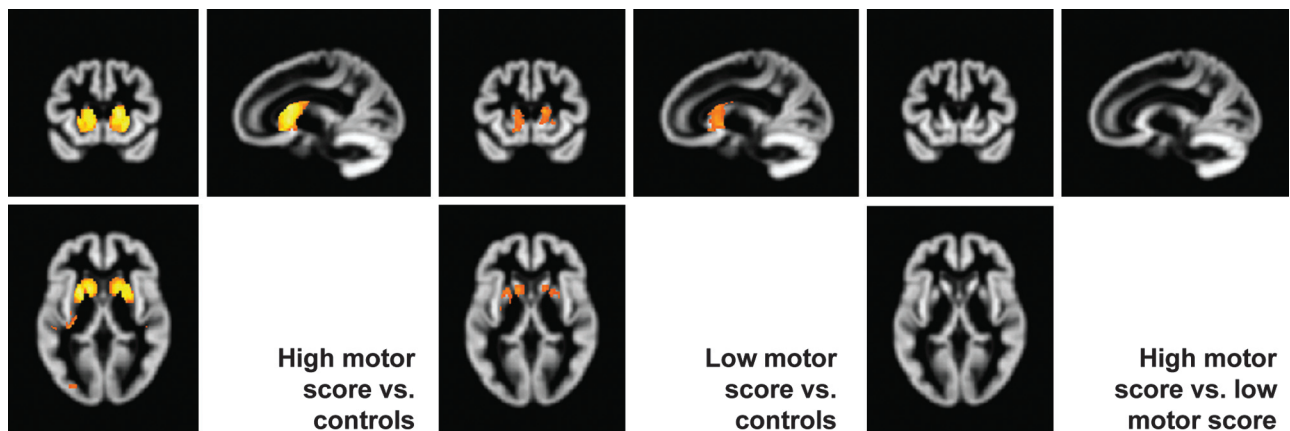 High motor
score vs.
controls
Low motor
score vs.
controls
High motor
score vs. low
motor score